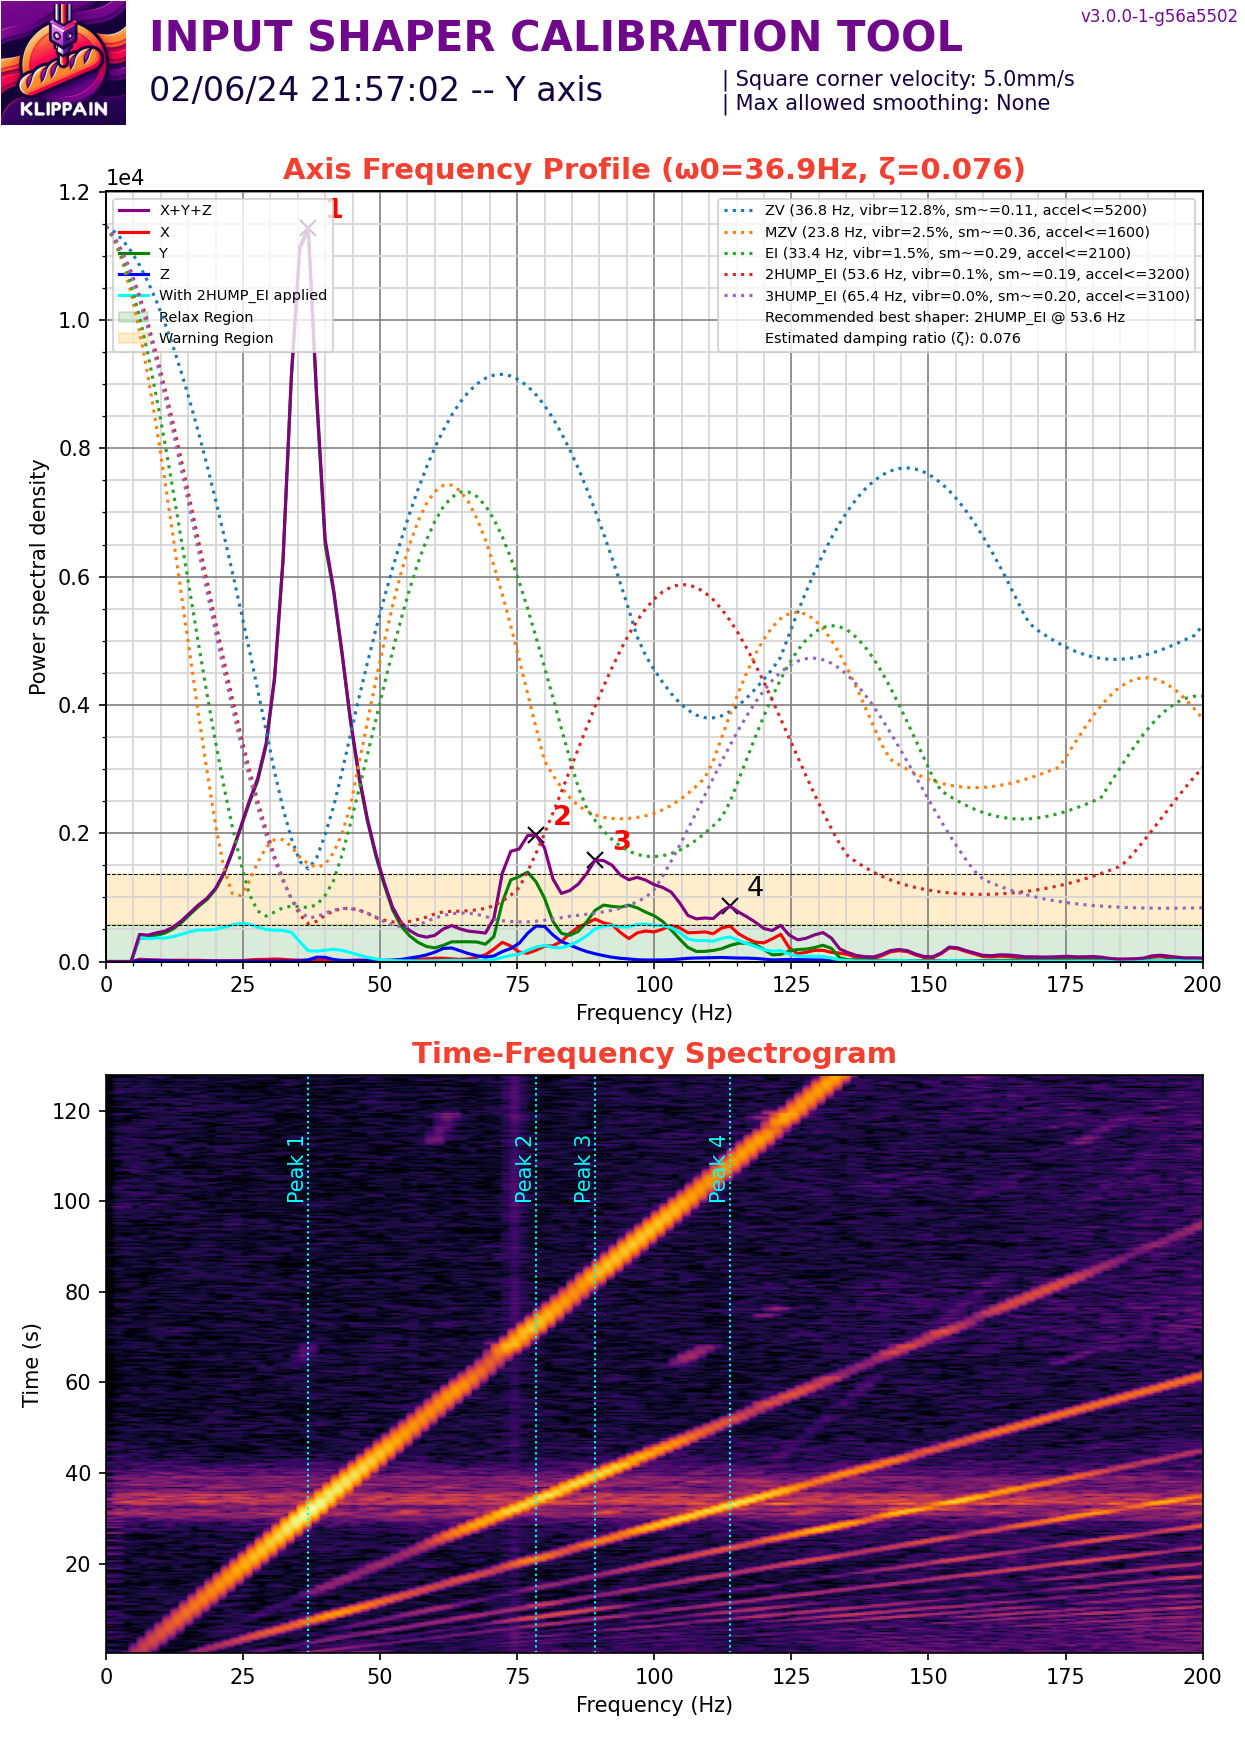 v3.0.0-1-g56a5502
INPUT SHAPER CALIBRATION TOOL
02/06/24 21:57:02 -- Y axis
| Square corner velocity: 5.0mm/s
| Max allowed smoothing: None
KLIPPAIN
Axis Frequency Profile (ω0=36.9Hz, ζ=0.076)
1e4
1.2
1.0
0.8
0.6
0.4
0.2
0.0
Power spectral density
X+Y+Z
X
Y
Z
With 2HUMP_EI applied
Relax Region
Warning Region
ZV (36.8 Hz, vibr=12.8%, sm~=0.11, accel<=5200)
MZV (23.8 Hz, vibr=2.5%, sm~=0.36, accel<=1600)
EI (33.4 Hz, vibr=1.5%, sm~=0.29, accel<=2100)
2HUMP_EI (53.6 Hz, vibr=0.1%, sm~=0.19, accel<=3200)
3HUMP_EI (65.4 Hz, vibr=0.0%, sm~=0.20, accel<=3100)
Recommended best shaper: 2HUMP_EI @ 53.6 Hz
Estimated damping ratio (ζ): 0.076
1
2
3
4
0 25 50 75 100 125 150 175 200
Frequency (Hz)
Time-Frequency Spectrogram
120
100
80
60
40
20
Time (s)
Peak 1
Peak 2
Peak 3
Peak 4
0 25 50 75 100 125 150 175 200
Frequency (Hz)